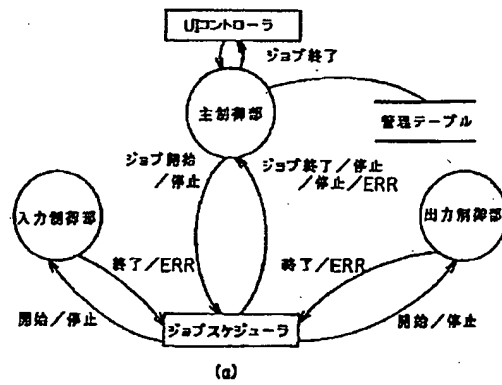 UIコントローラ
ジョブ終了
主制御部
管理テーブル
ジョブ開始
/停止
ジョブ終了/停止
/停止/ERR
入力制御部
出力制御部
終了/ERR
終了/ERR
開始/停止
ジョブスケジューラ
開始/停止
(a)